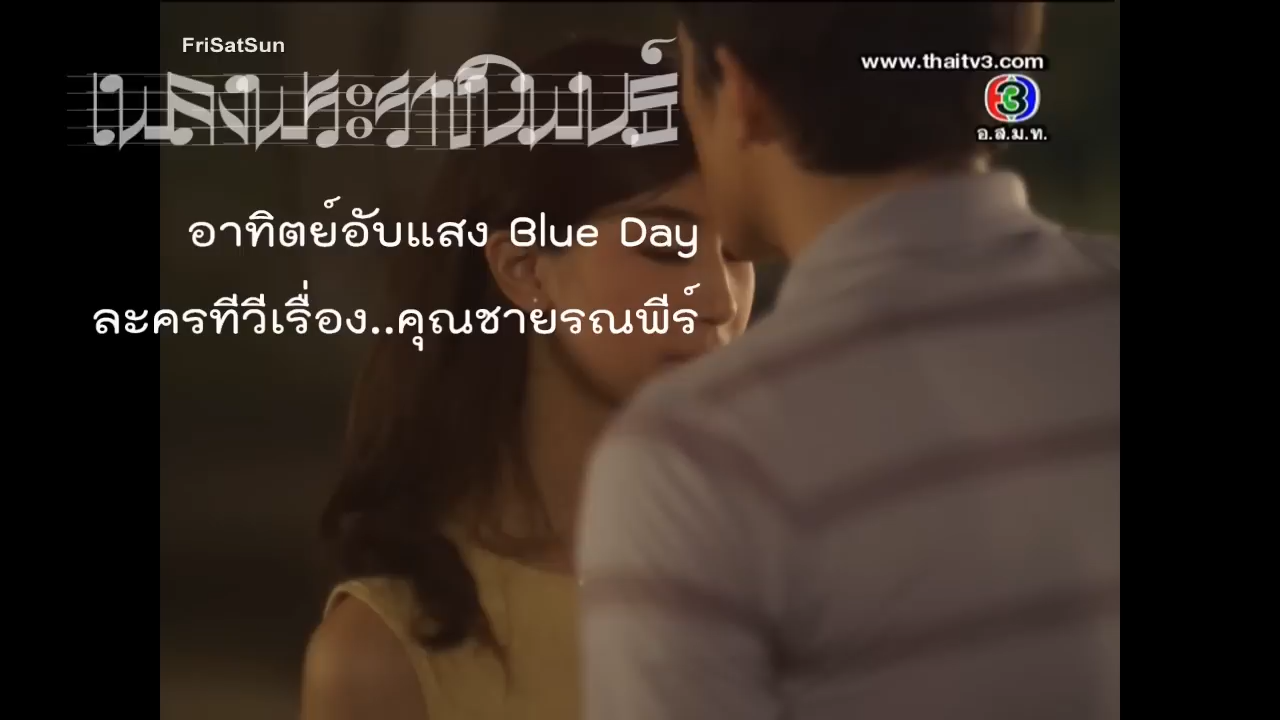 FriSatSun
เพลงพระราชนิพนธ์
www.thaitv3.com
3
อ.ส.ม.ท.
อาทิตย์อับแสง Blue Day
ละครทีวีเรื่อง..คุณชายรณพีร์